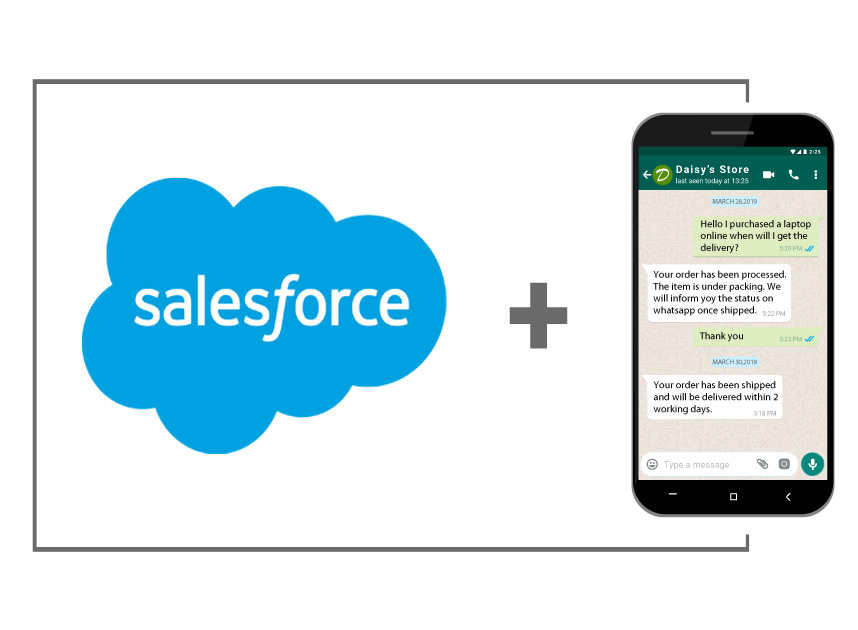 salesforce
2:25
Daisy's Store
last seen today at 13:25
MARCH 28,2019
Hello I purchased a laptop
online when will I get the
delivery?
5:20 PM
Your order has been processed.
The item is under packing. We
will inform yoy the status on
whatsapp once shipped.
5:22 PM
Thank you
5:23 PM
MARCH 30,2019
Your order has been shipped
and will be delivered within 2
working days.
3:18 PM
Type a message